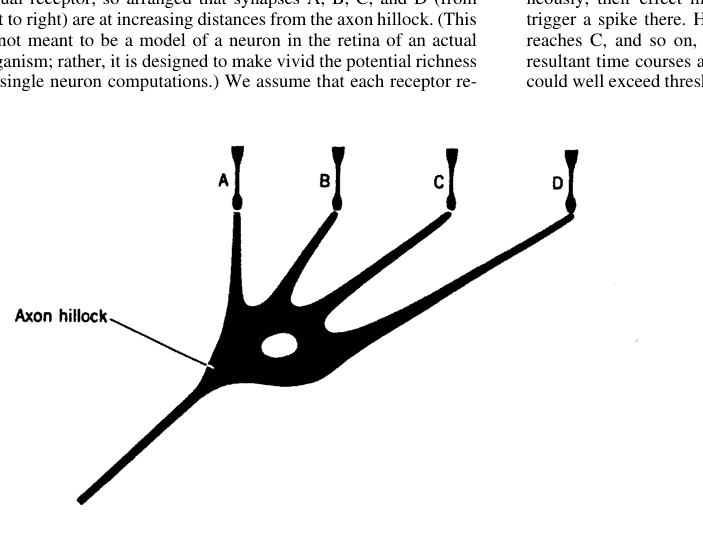 receptor, so arranged that synapses A, B, C, and D (from
t to right) are at increasing distances from the axon hillock. (This
not meant to be a model of a neuron in the retina of an actual
ganism; rather, it is designed to make vivid the potential richness
single neuron computations.) We assume that each receptor re-
neously, their effect
trigger a spike there. H
reaches C, and so on,
resultant time courses a
could well exceed thres
A
B
C
D
Axon hillock